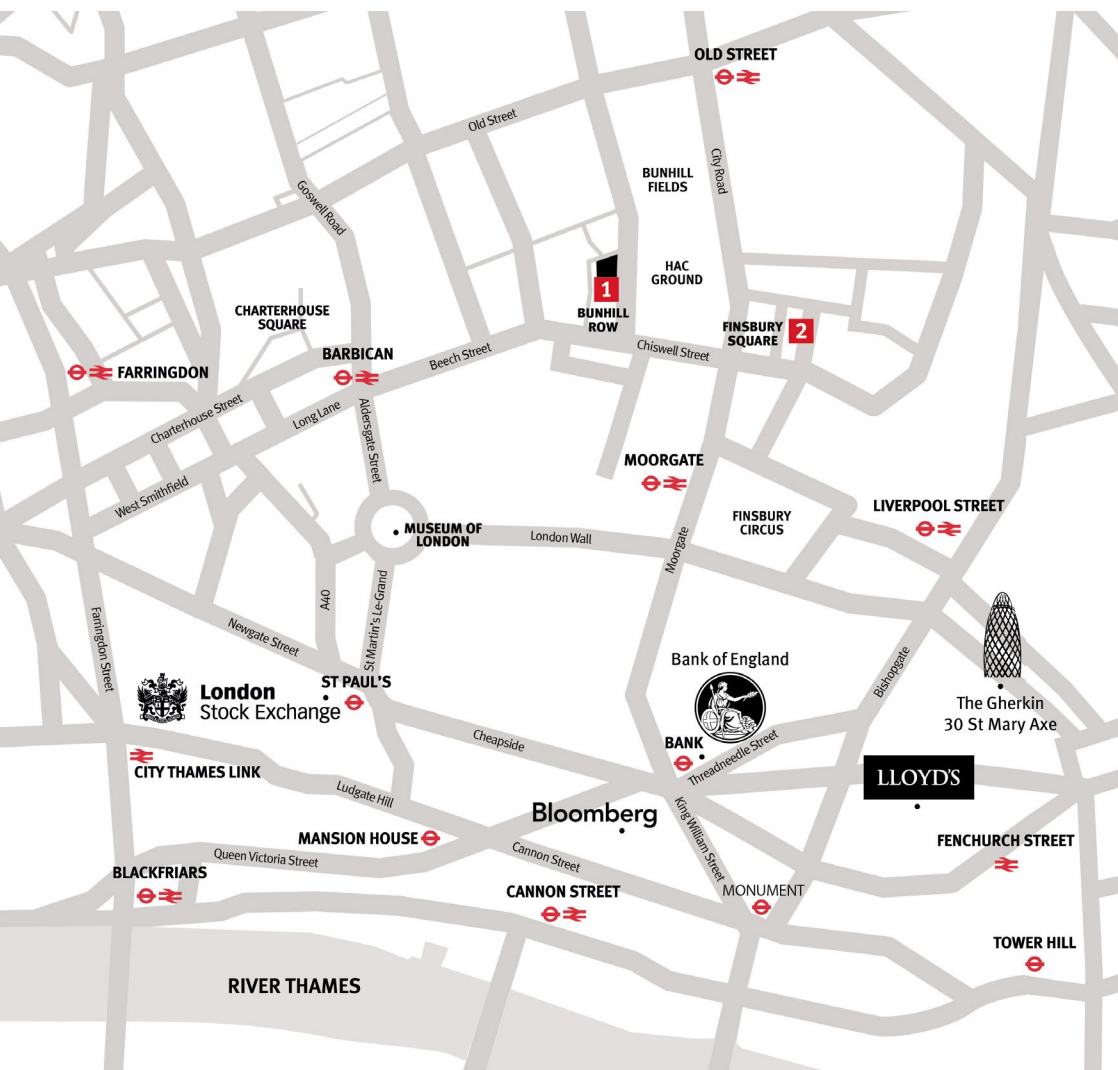 OLD STREET
Old Street
City Road
BUNHILL
FIELDS
Goswell Road
HAC
GROUND
1
BUNHILL
ROW
CHARTERHOUSE
SQUARE
FINSBURY
SQUARE
2
Chiswell Street
BARBICAN
Beech Street
FARRINGDON
Charterhouse Street
Long Lane
Aldersgate Street
MOORGATE
West Smithfield
LIVERPOOL STREET
FINSBURY
CIRCUS
MUSEUM OF
LONDON
London Wall
Moorgate
A40
St Martin's Le-Grand
Farringdon Street
Newgate Street
Bishopgate
Bank of England
ST PAUL'S
London
Stock Exchange
The Gherkin
30 St Mary Axe
Cheapside
BANK
Threadneedle Street
CITY THAMES LINK
LLOYD'S
Ludgate Hill
Bloomberg
King William Street
MANSION HOUSE
FENCHURCH STREET
Queen Victoria Street
Cannon Street
BLACKFRIARS
CANNON STREET
MONUMENT
TOWER HILL
RIVER THAMES